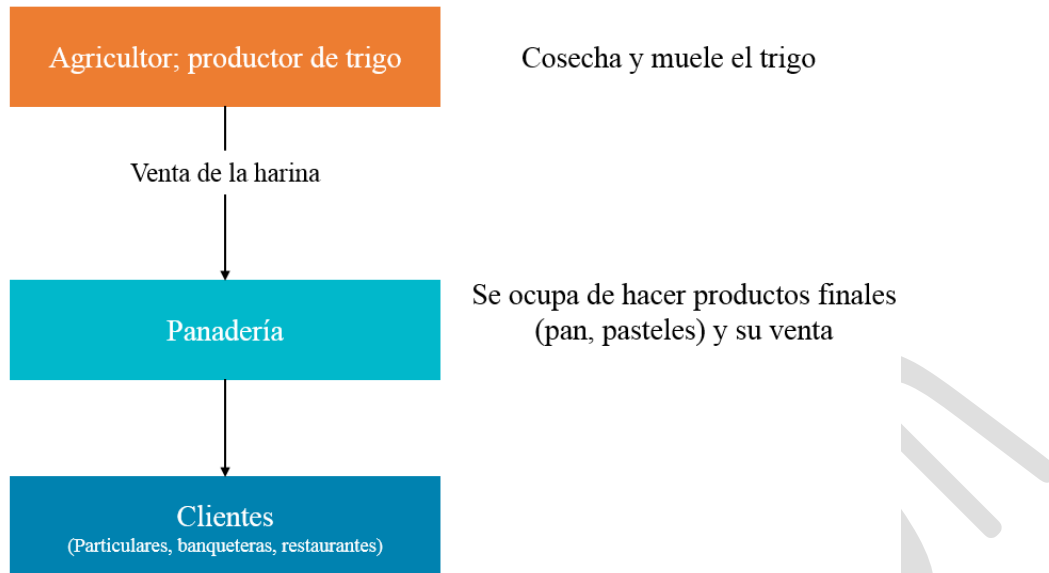 Agricultor; productor de trigo
Cosecha y muele el trigo
Venta de la harina
Panadería
Se ocupa de hacer productos finales
(pan, pasteles) y su venta
Clientes
(Particulares, banqueteras, restaurantes)